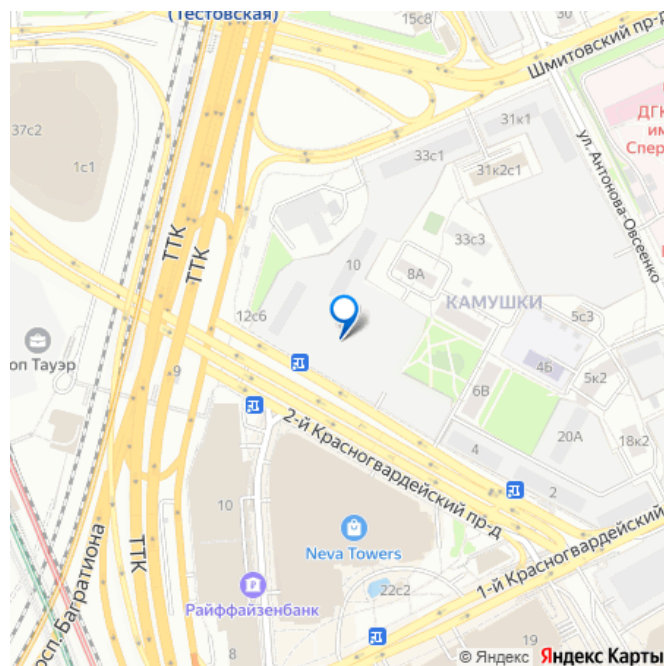 (Тестовская)
15с8
30
Шмитовский пр-д
37с2
1с1
31к1
33с1
31к2с1
ДГК
им
Спер
ул. Антонова-Овсеенко
ТТК
ТТК
33с3
10
8А
КАМУШКИ
12с6
5с3
оп Тауэр
9
4Б
5к2
6В
2-й Красногвардейский пр-д
20А
18к2
4
2
10
Neva Towers
1-й Красногвардейский
ТТК
осп. Багратиона
Райффайзенбанк
22с2
8
19
© Яндекс Яндекс Карты